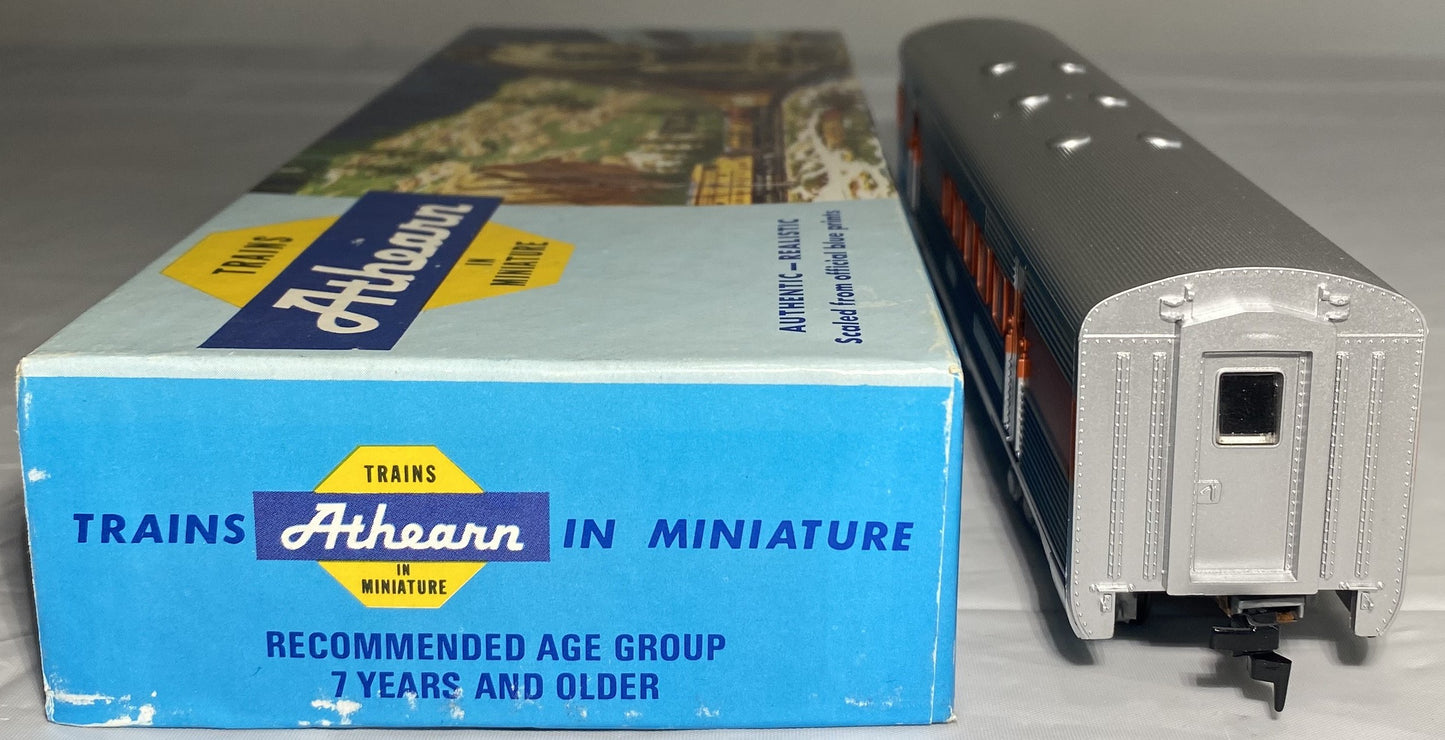 TRAINS
Athearn
IN
MINIATURE
AUTHENTIC — REALISTIC
Scaled from official blue prints
TRAINS
TRAINS Athearn IN MINIATURE
IN
MINIATURE
RECOMMENDED AGE GROUP
7 YEARS AND OLDER